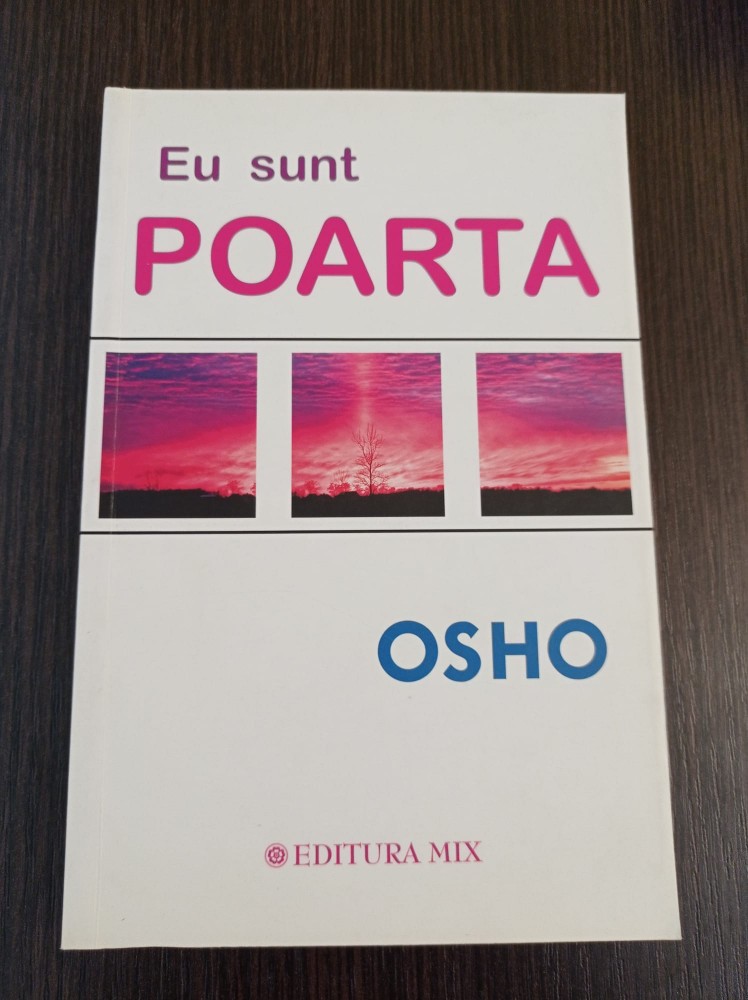 Eu sunt
POARTA
OSHO
EDITURA MIX